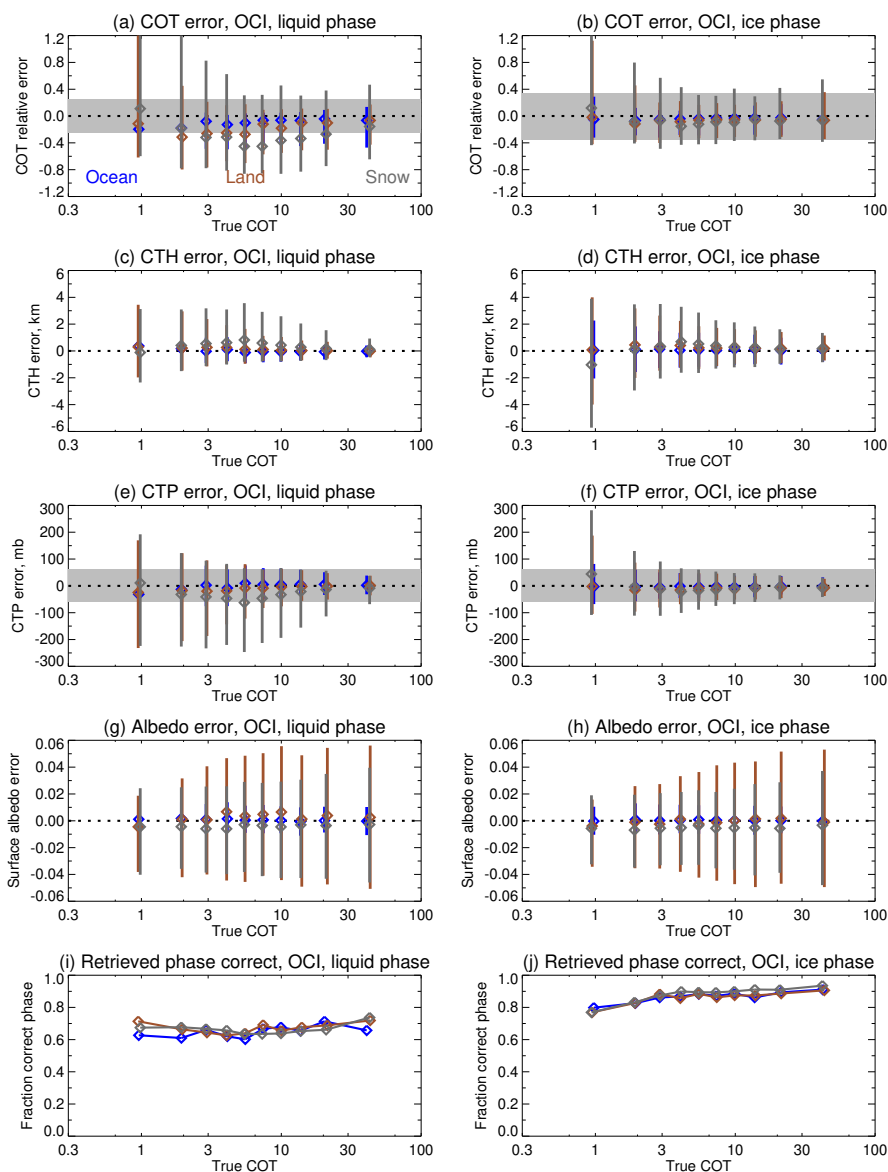 (a) COT error, OCI, liquid phase
COT relative error
1.2
0.8
0.4
0.0
-0.4
-0.8
-1.2
Ocean
Land
Snow
0.3 1 3 10 30 100
True COT
(b) COT error, OCI, ice phase
COT relative error
1.2
0.8
0.4
0.0
-0.4
-0.8
-1.2
0.3 1 3 10 30 100
True COT
(c) CTH error, OCI, liquid phase
CTH error, km
6
4
2
0
-2
-4
-6
0.3 1 3 10 30 100
True COT
(d) CTH error, OCI, ice phase
CTH error, km
6
4
2
0
-2
-4
-6
0.3 1 3 10 30 100
True COT
(e) CTP error, OCI, liquid phase
CTP error, mb
300
200
100
0
-100
-200
-300
0.3 1 3 10 30 100
True COT
(f) CTP error, OCI, ice phase
CTP error, mb
300
200
100
0
-100
-200
-300
0.3 1 3 10 30 100
True COT
(g) Albedo error, OCI, liquid phase
Surface albedo error
0.06
0.04
0.02
0.00
-0.02
-0.04
-0.06
0.3 1 3 10 30 100
True COT
(h) Albedo error, OCI, ice phase
Surface albedo error
0.06
0.04
0.02
0.00
-0.02
-0.04
-0.06
0.3 1 3 10 30 100
True COT
(i) Retrieved phase correct, OCI, liquid phase
Fraction correct phase
1.0
0.8
0.6
0.4
0.2
0.0
0.3 1 3 10 30 100
True COT
(j) Retrieved phase correct, OCI, ice phase
Fraction correct phase
1.0
0.8
0.6
0.4
0.2
0.0
0.3 1 3 10 30 100
True COT